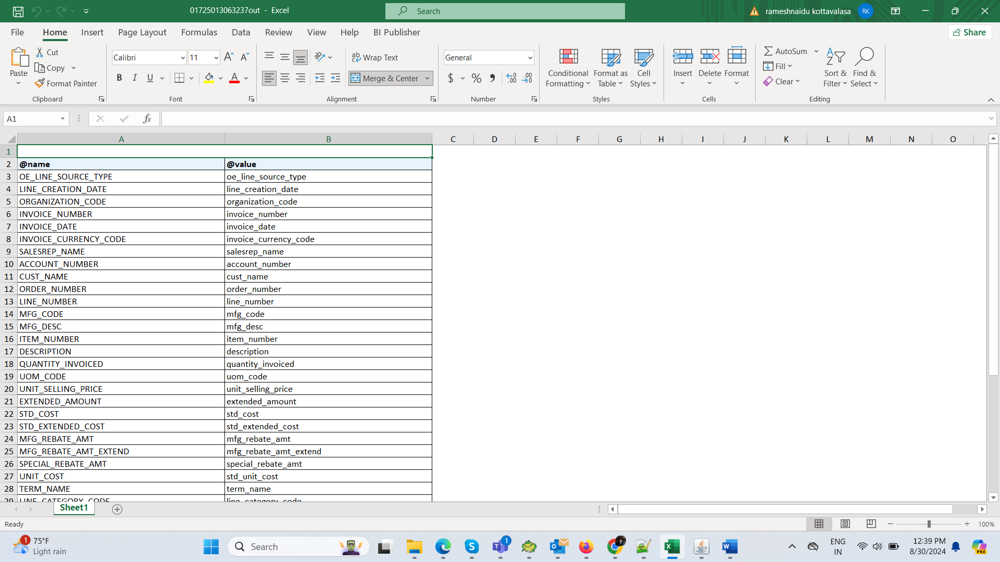 01725013063237out - Excel
Search
rameshnaidu kottavalasa
RK
File Home Insert Page Layout Formulas Data Review View Help BI Publisher
Share
Paste
Cut
Copy
Format Painter
Clipboard
Calibri 11
B I U
Font
Wrap Text
Merge & Center
Alignment
General
$ % 9
Number
Conditional Formatting
Format as Table
Cell Styles
Styles
Insert Delete Format
Cells
AutoSum
Fill
Clear
Sort & Filter
Find & Select
Editing
A1
fx
A B C D E F G H I J K L M N O
1
2 @name @value
3 OE_LINE_SOURCE_TYPE oe_line_source_type
4 LINE_CREATION_DATE line_creation_date
5 ORGANIZATION_CODE organization_code
6 INVOICE_NUMBER invoice_number
7 INVOICE_DATE invoice_date
8 INVOICE_CURRENCY_CODE invoice_currency_code
9 SALESREP_NAME salesrep_name
10 ACCOUNT_NUMBER account_number
11 CUST_NAME cust_name
12 ORDER_NUMBER order_number
13 LINE_NUMBER line_number
14 MFG_CODE mfg_code
15 MFG_DESC mfg_desc
16 ITEM_NUMBER item_number
17 DESCRIPTION description
18 QUANTITY_INVOICED quantity_invoiced
19 UOM_CODE uom_code
20 UNIT_SELLING_PRICE unit_selling_price
21 EXTENDED_AMOUNT extended_amount
22 STD_COST std_cost
23 STD_EXTENDED_COST std_extended_cost
24 MFG_REBATE_AMT mfg_rebate_amt
25 MFG_REBATE_AMT_EXTEND mfg_rebate_amt_extend
26 SPECIAL_REBATE_AMT special_rebate_amt
27 UNIT_COST std_unit_cost
28 TERM_NAME term_name
29 LINE_CATEGORY_CODE line_category_code
Sheet1
Ready
100%
1
75°F
Light rain
Search
1
ENG
IN
12:39 PM
8/30/2024
PRE